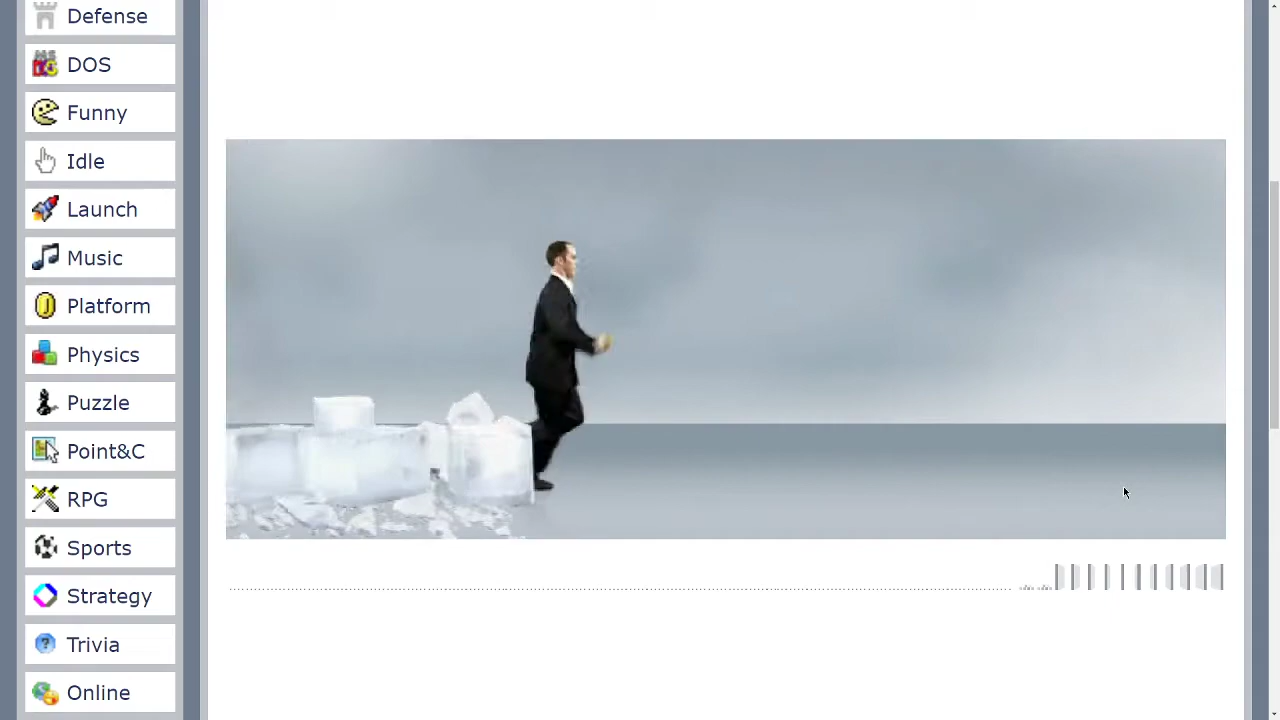 Defense
DOS
Funny
Idle
Launch
Music
Platform
Physics
Puzzle
Point&C
RPG
Sports
Strategy
Trivia
Online